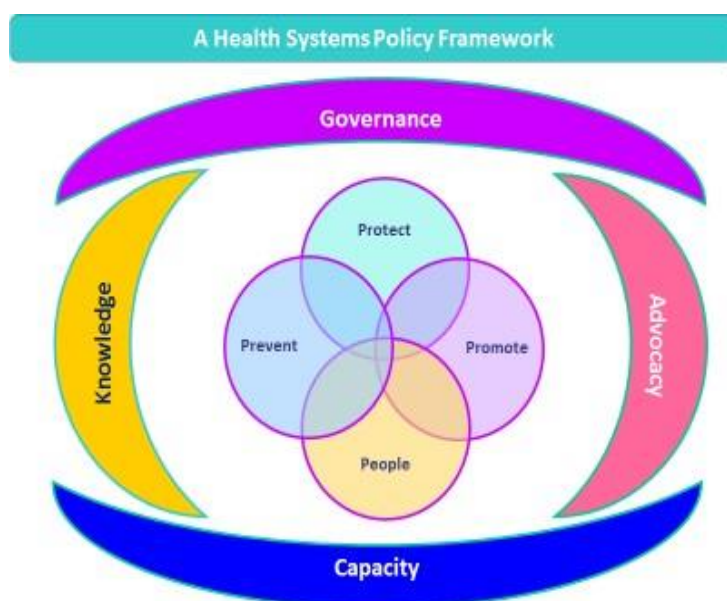 A Health Systems Policy Framework
Governance
Protect
Knowledge
Prevent
Promote
Advocacy
People
Capacity